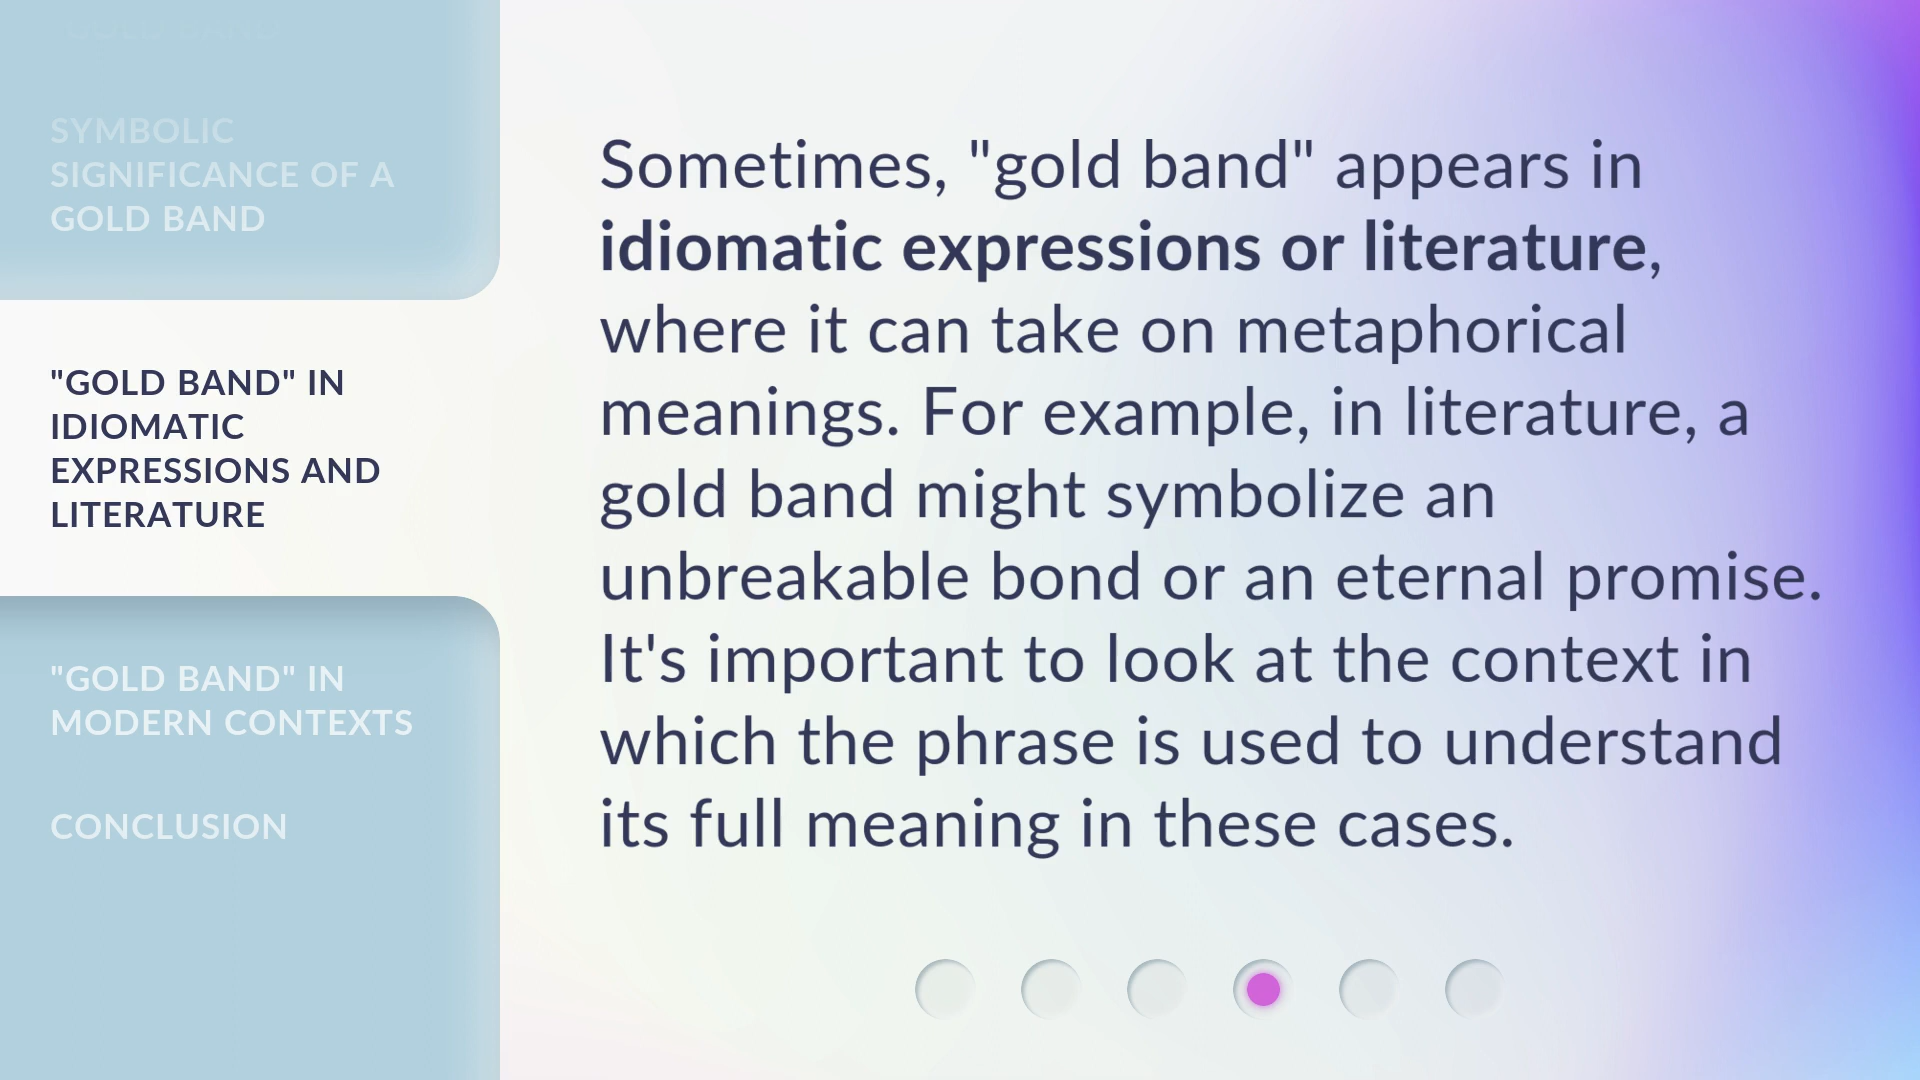 SYMBOLIC
SIGNIFICANCE OF A
GOLD BAND
"GOLD BAND" IN
IDIOMATIC
EXPRESSIONS AND
LITERATURE
"GOLD BAND" IN
MODERN CONTEXTS
CONCLUSION
Sometimes, "gold band" appears in
idiomatic expressions or literature,
where it can take on metaphorical
meanings. For example, in literature, a
gold band might symbolize an
unbreakable bond or an eternal promise.
It's important to look at the context in
which the phrase is used to understand
its full meaning in these cases.